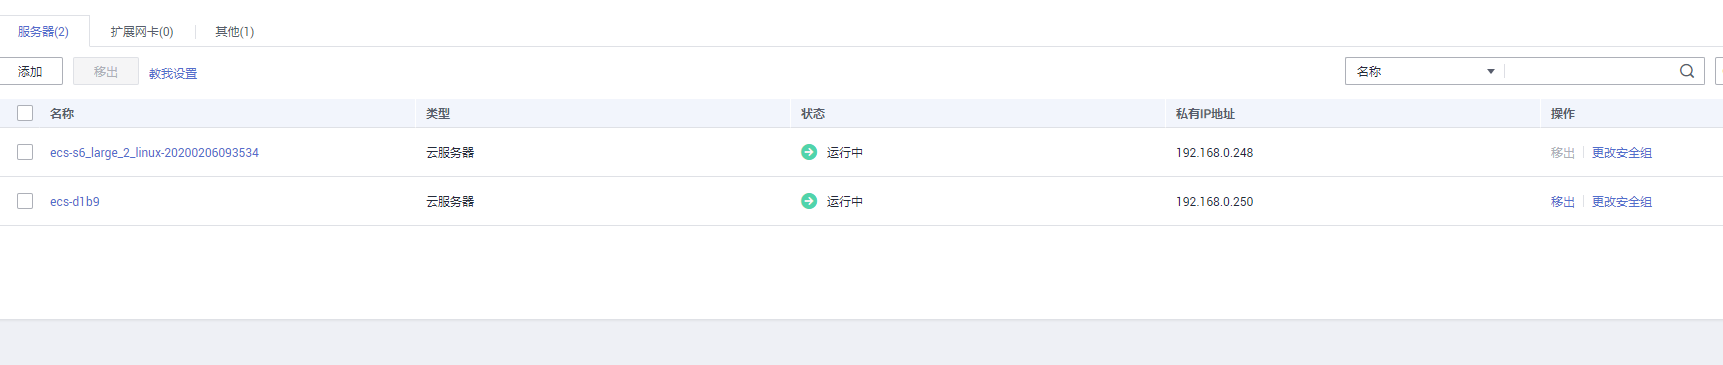 服务器(2) 扩展网卡(0) 其他(1)
添加 移出 教我设置 名称
名称 类型 状态 私有IP地址 操作
ecs-s6_large_2_linux-20200206093534 云服务器 运行中 192.168.0.248 移出 更改安全组
ecs-d1b9 云服务器 运行中 192.168.0.250 移出 更改安全组